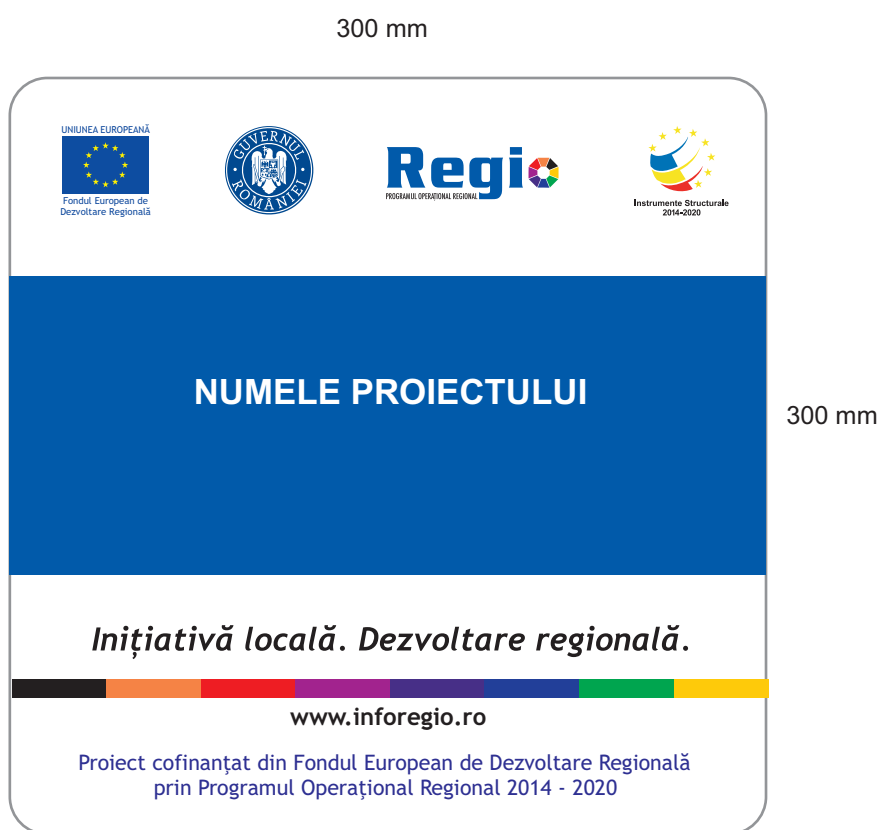 300 mm
UNIUNEA EUROPEANĂ
Fondul European de
Dezvoltare Regională
GUVERNUL ROMÂNIEI
Regio
PROGRAMUL OPERAȚIONAL REGIONAL
Instrumente Structurale
2014-2020
NUMELE PROIECTULUI
300 mm
Inițiativă locală. Dezvoltare regională.
www.inforegio.ro
Proiect cofinanțat din Fondul European de Dezvoltare Regională
prin Programul Operațional Regional 2014 - 2020